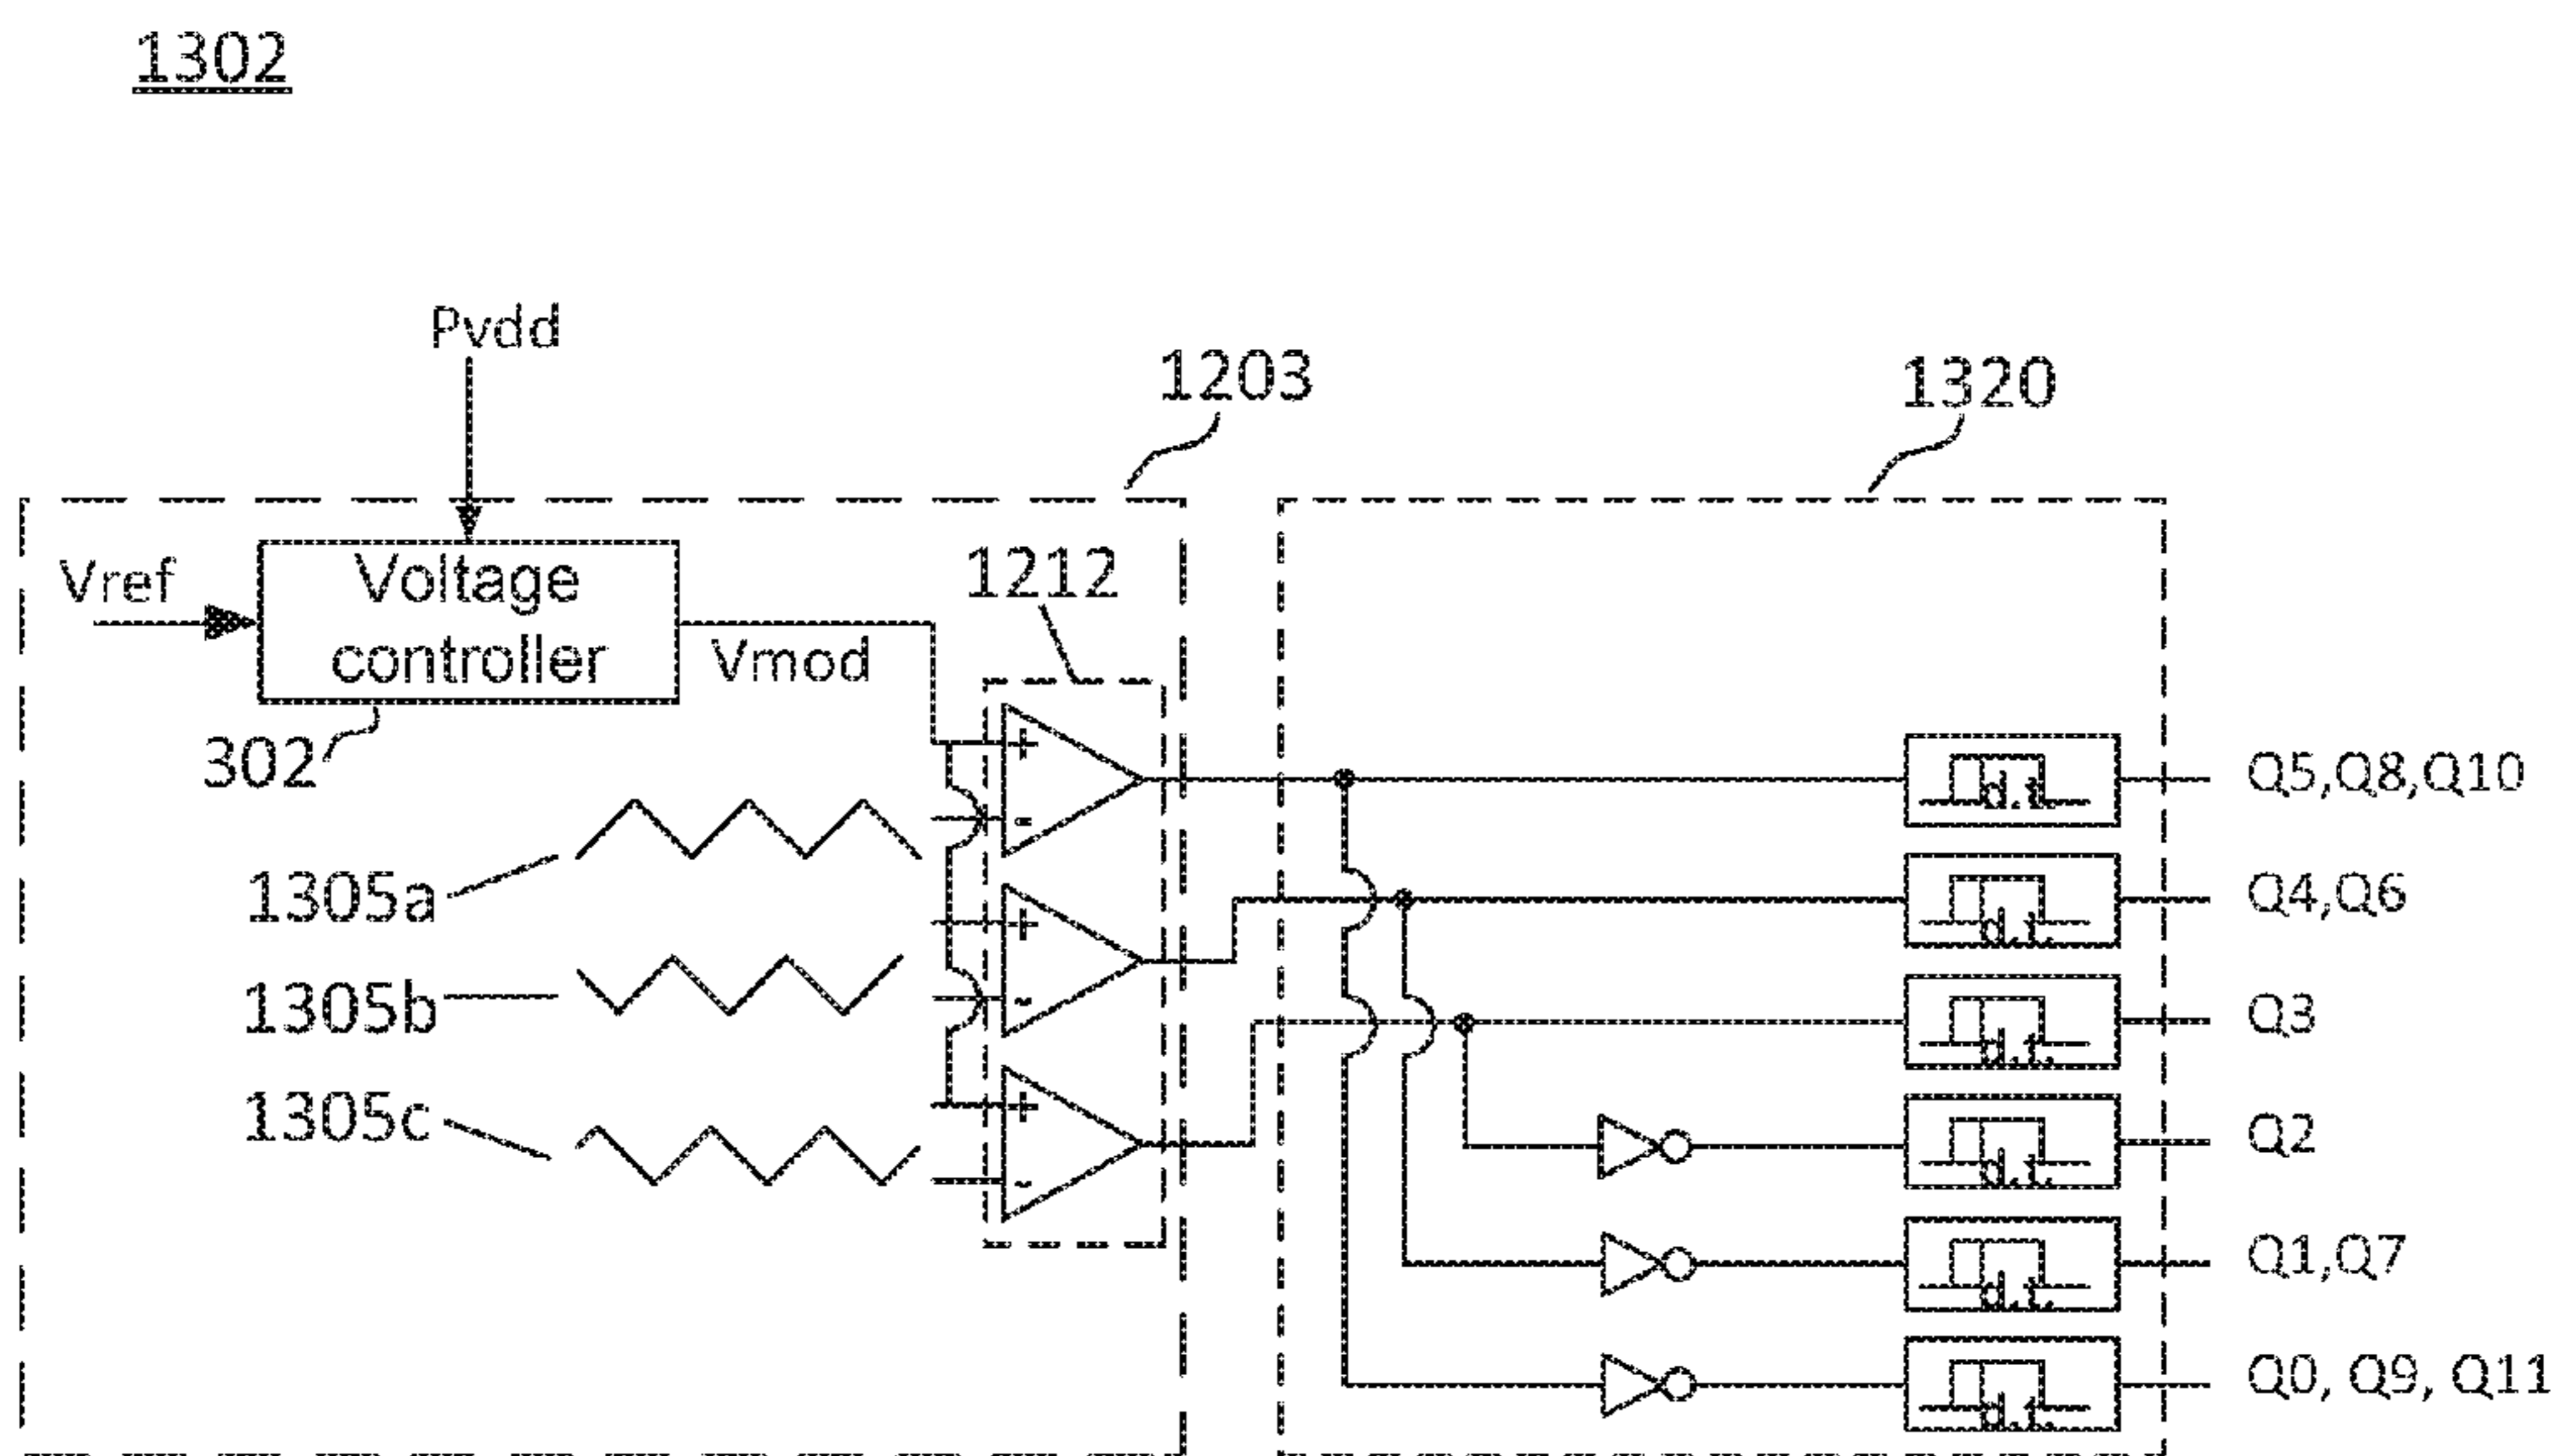 1302
Pvdd
1203
1320
Vref
Voltage
controller
Vmod
1212
302
+
-
1305a
+
1305b
-
1305c
+
-
Q5,Q8,Q10
d.t.
Q4,Q6
d.t.
Q3
d.t.
Q2
d.t.
Q1,Q7
d.t.
Q0, Q9, Q11
d.t.